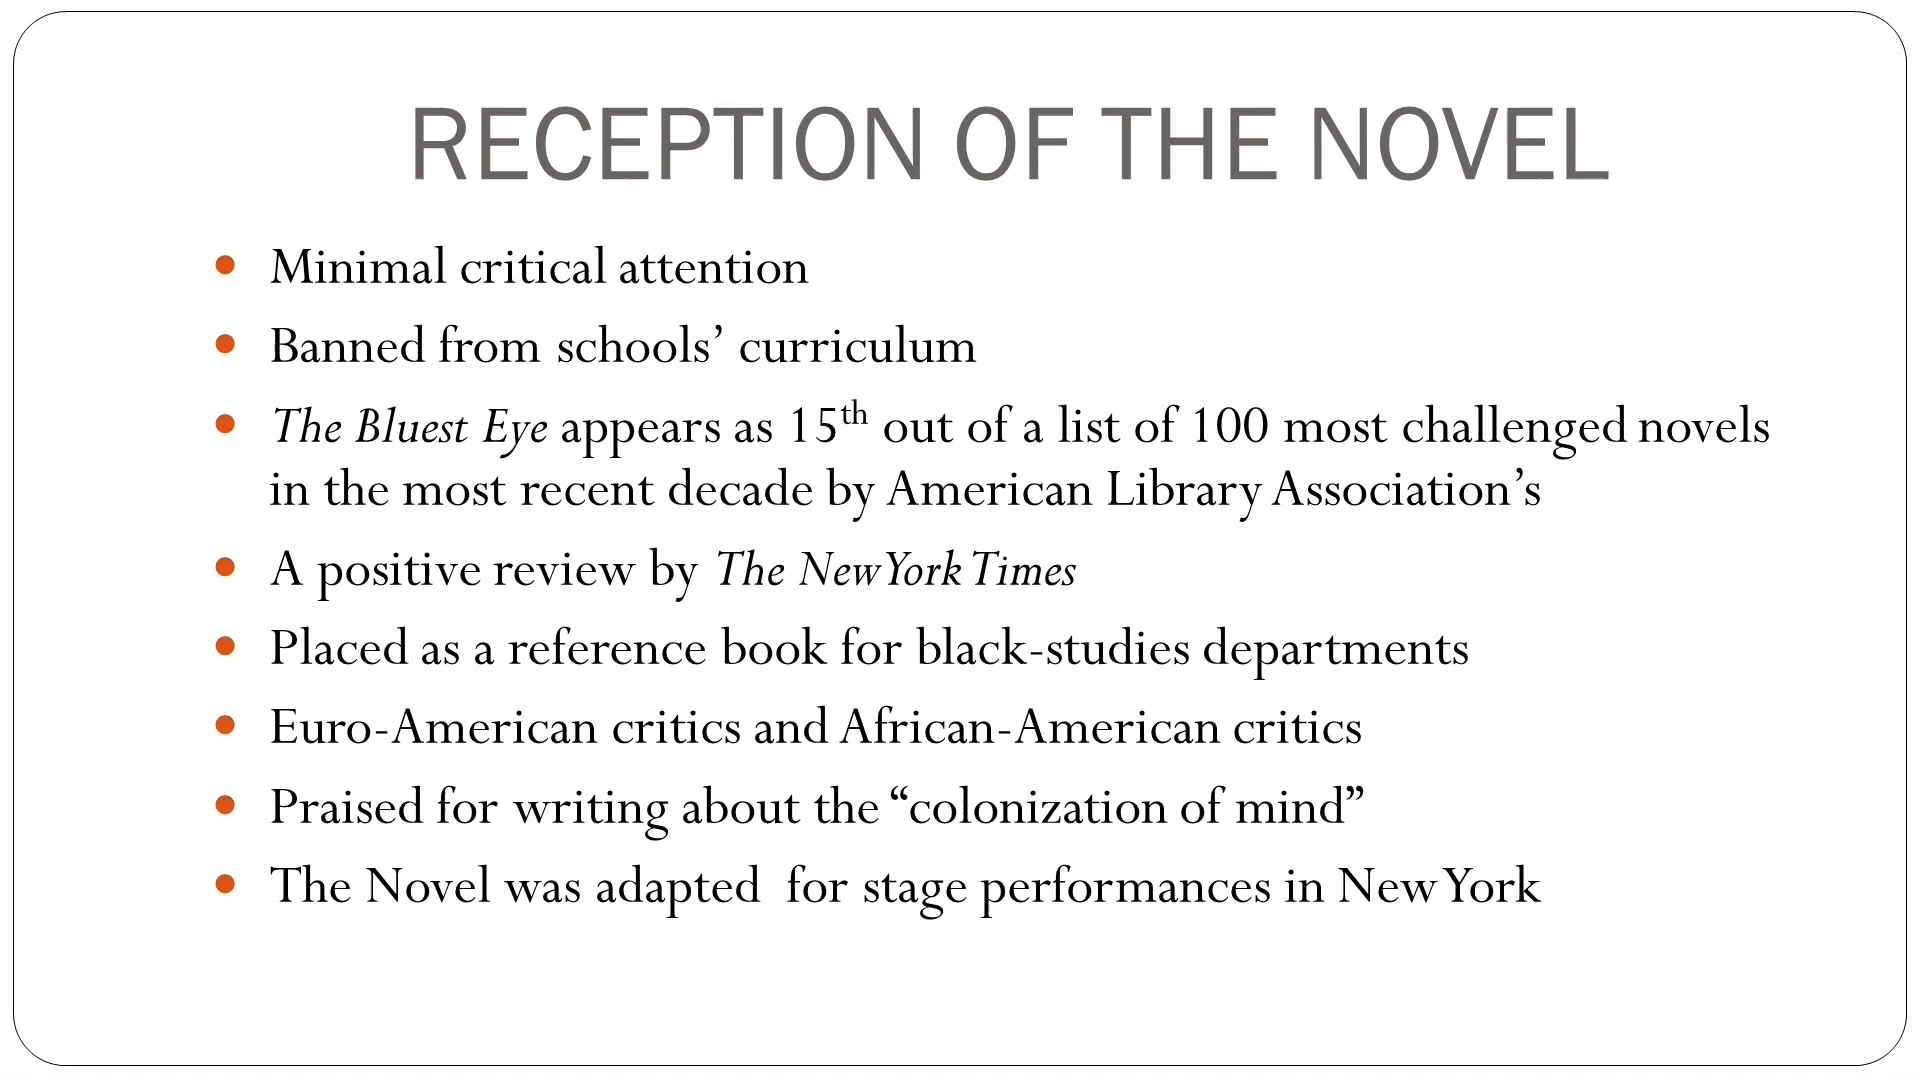 RECEPTION OF THE NOVEL
• Minimal critical attention
• Banned from schools’ curriculum
• The Bluest Eye appears as 15th out of a list of 100 most challenged novels
in the most recent decade by American Library Association’s
• A positive review by The New York Times
• Placed as a reference book for black-studies departments
• Euro-American critics and African-American critics
• Praised for writing about the “colonization of mind”
• The Novel was adapted  for stage performances in New York